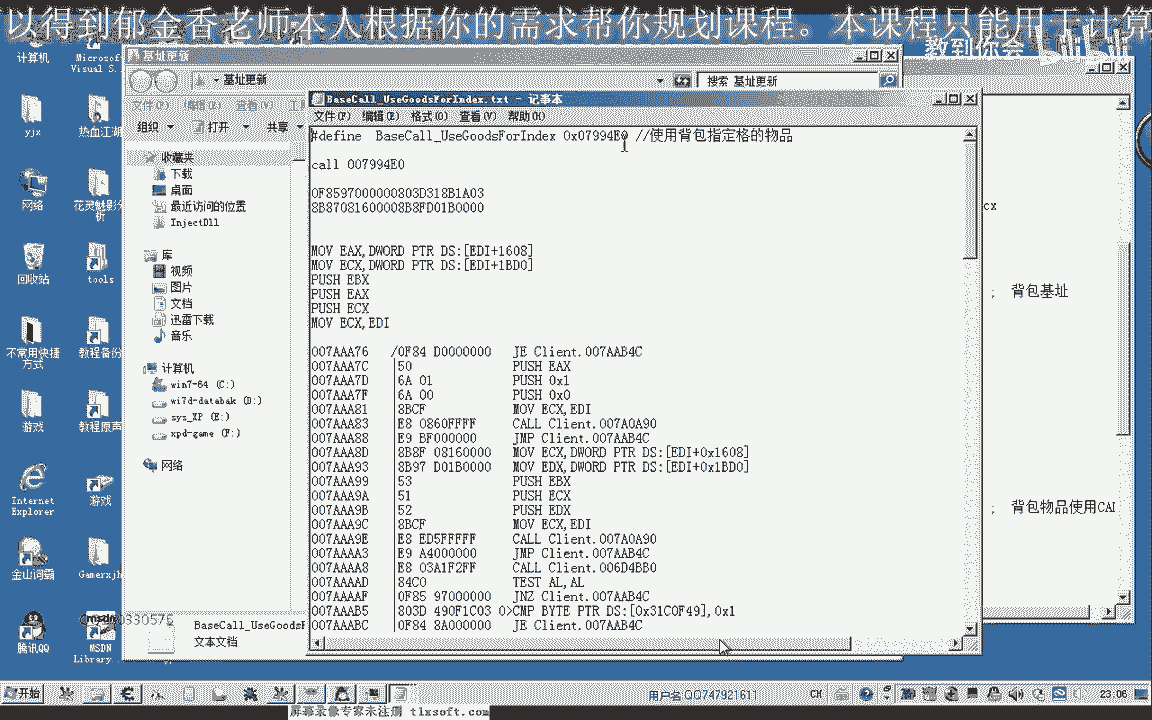 以得到郁金香老师本人根据你的需求帮你规划课程。本课程只能用于计算
教到你会
bilibili
计算机
Microsoft
Visual S...
yjx
热血江湖
网络
花灵魅影分
析
回收站
tools
不常用快捷
方式
教程备份
游戏
教程原声
Internet
Explorer
游戏
金山词霸
Gamerxjh
腾讯QQ
MSDN
Library...
基址更新
基址更新
搜索 基址更新
文件(F) 编辑(E) 查看(V) 工
组织 打开 共享
收藏夹
下载
桌面
最近访问的位置
InjectDll
库
视频
图片
文档
迅雷下载
音乐
计算机
win7-64 (C:)
wi7d-databak (D:)
sys_XP (E:)
xpd-game (F:)
网络
BaseCall_UseGoodsF
文本文档
BaseCall_UseGoodsForIndex.txt - 记事本
文件(F) 编辑(E) 格式(O) 查看(V) 帮助(H)
#define BaseCall_UseGoodsForIndex 0x07994E0 //使用背包指定格的物品
call 007994E0
0F8597000000803D318B1A03
8B87081600008B8FD01B0000
MOV EAX,DWORD PTR DS:[EDI+1608]
MOV ECX,DWORD PTR DS:[EDI+1BD0]
PUSH EBX
PUSH EAX
PUSH ECX
MOV ECX,EDI
007AAA76 /0F84 D0000000 JE Client.007AAB4C
007AAA7C |50 PUSH EAX
007AAA7D |6A 01 PUSH 0x1
007AAA7F |6A 00 PUSH 0x0
007AAA81 |8BCF MOV ECX,EDI
007AAA83 |E8 0860FFFF CALL Client.007A0A90
007AAA88 |E9 BF000000 JMP Client.007AAB4C
007AAA8D |8B8F 08160000 MOV ECX,DWORD PTR DS:[EDI+0x1608]
007AAA93 |8B97 D01B0000 MOV EDX,DWORD PTR DS:[EDI+0x1BD0]
007AAA99 |53 PUSH EBX
007AAA9A |51 PUSH ECX
007AAA9B |52 PUSH EDX
007AAA9C |8BCF MOV ECX,EDI
007AAA9E |E8 ED5FFFFF CALL Client.007A0A90
007AAAA3 |E9 A4000000 JMP Client.007AAB4C
007AAAA8 |E8 03A1F2FF CALL Client.006D4BB0
007AAAAD |84C0 TEST AL,AL
007AAAAF |0F85 97000000 JNZ Client.007AAB4C
007AAAB5 |803D 490F1C03 0>CMP BYTE PTR DS:[0x31C0F49],0x1
007AAABC |0F84 8A000000 JE Client.007AAB4C
cx
; 背包基址
; 背包物品使用CAL
开始
用户名:QQ747921611
CH
23:06
屏幕录像专家未注册 tlxsoft.com